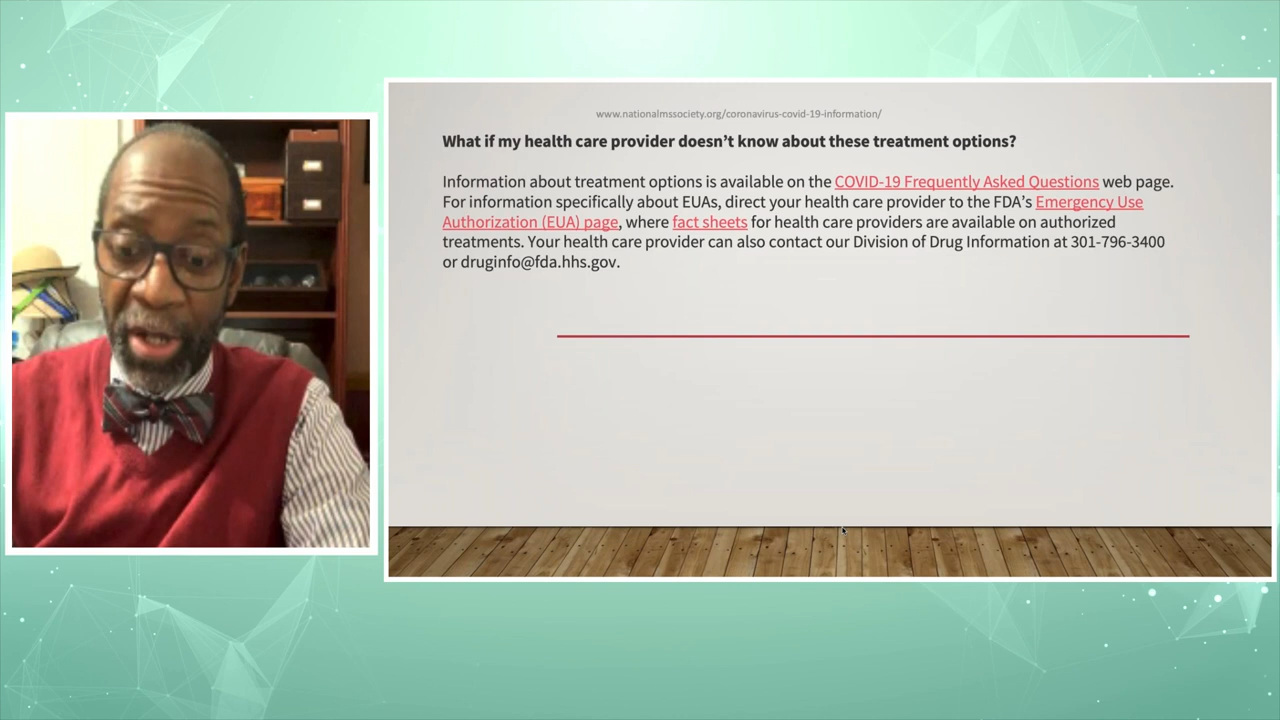 www.nationalmssociety.org/coronavirus-covid-19-information/
What if my health care provider doesn’t know about these treatment options?
Information about treatment options is available on the COVID-19 Frequently Asked Questions web page.
For information specifically about EUAs, direct your health care provider to the FDA’s Emergency Use
Authorization (EUA) page, where fact sheets for health care providers are available on authorized
treatments. Your health care provider can also contact our Division of Drug Information at 301-796-3400
or druginfo@fda.hhs.gov.